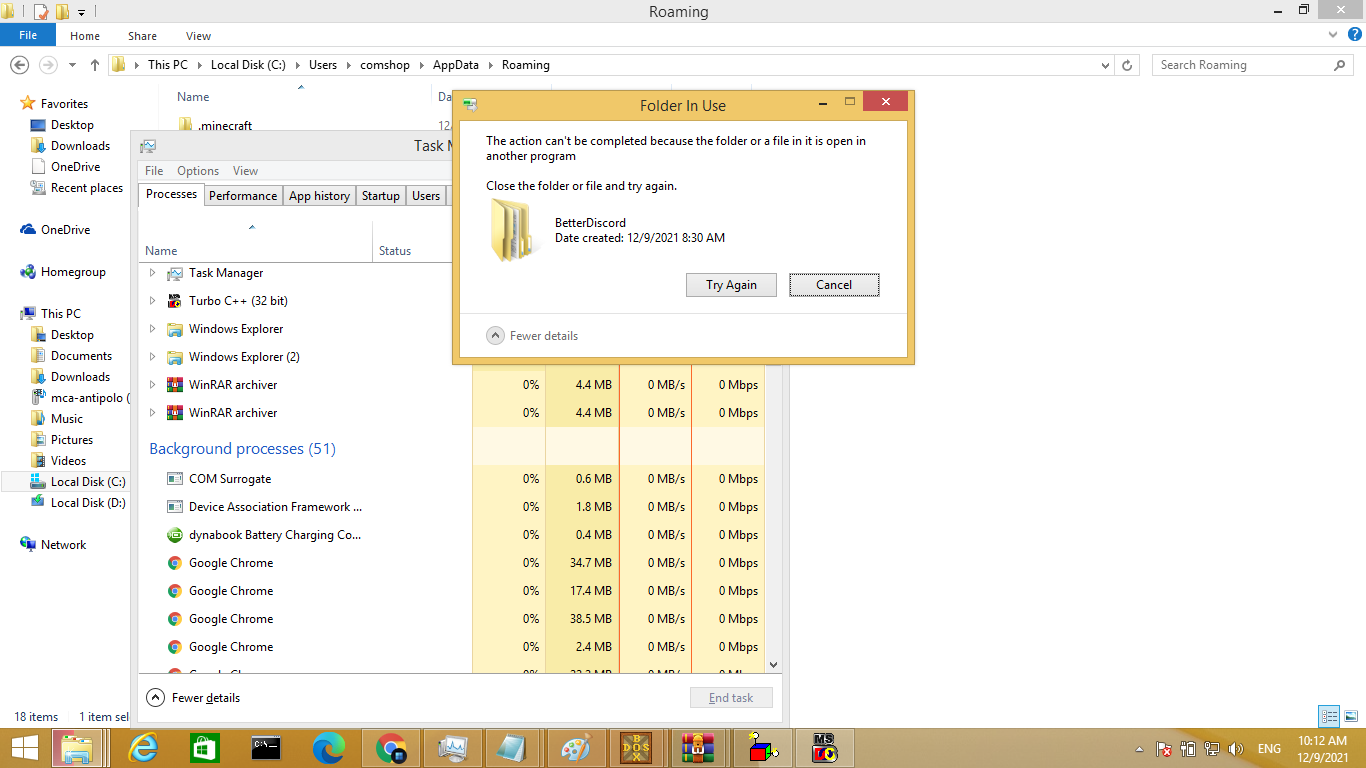 Roaming
File Home Share View
This PC Local Disk (C:) Users comshop AppData Roaming
Search Roaming
Favorites
Desktop
Downloads
OneDrive
Recent places
OneDrive
Homegroup
This PC
Desktop
Documents
Downloads
mca-antipolo (
Music
Pictures
Videos
Local Disk (C:)
Local Disk (D:)
Network
Name
.minecraft
18 items 1 item sel
Task M
File Options View
Processes Performance App history Startup Users
Name Status
Task Manager
Turbo C++ (32 bit)
Windows Explorer
Windows Explorer (2)
WinRAR archiver 0% 4.4 MB 0 MB/s 0 Mbps
WinRAR archiver 0% 4.4 MB 0 MB/s 0 Mbps
Background processes (51)
COM Surrogate 0% 0.6 MB 0 MB/s 0 Mbps
Device Association Framework ... 0% 1.8 MB 0 MB/s 0 Mbps
dynabook Battery Charging Co... 0% 0.4 MB 0 MB/s 0 Mbps
Google Chrome 0% 34.7 MB 0 MB/s 0 Mbps
Google Chrome 0% 17.4 MB 0 MB/s 0 Mbps
Google Chrome 0% 38.5 MB 0 MB/s 0 Mbps
Google Chrome 0% 2.4 MB 0 MB/s 0 Mbps
Fewer details End task
Folder In Use
The action can't be completed because the folder or a file in it is open in
another program
Close the folder or file and try again.
BetterDiscord
Date created: 12/9/2021 8:30 AM
Try Again Cancel
Fewer details
ENG
10:12 AM
12/9/2021